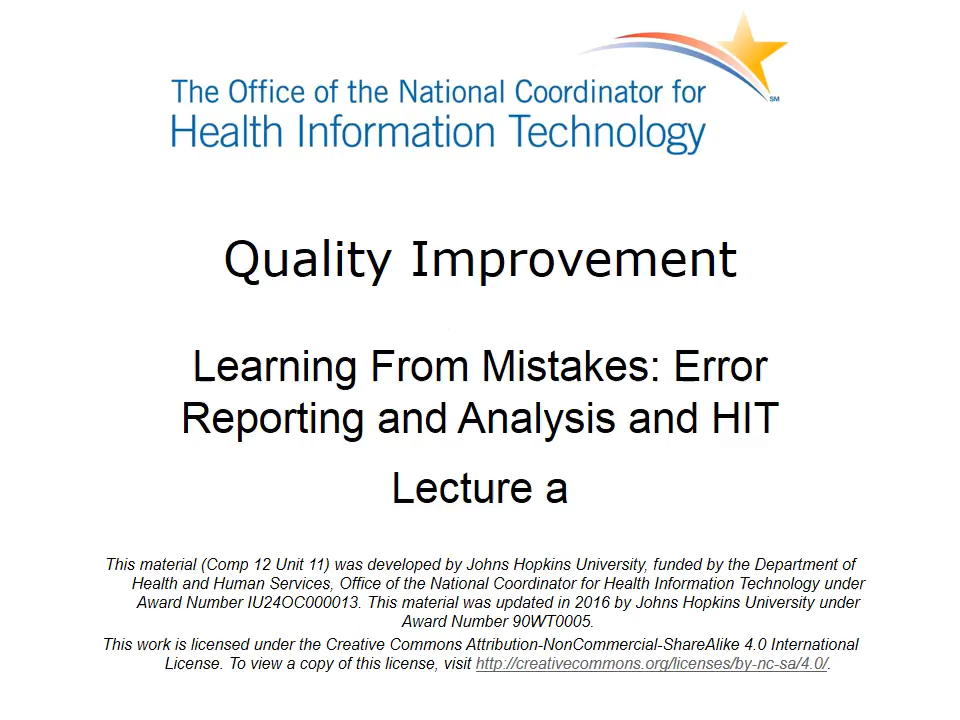 The Office of the National Coordinator for
Health Information Technology
SM
Quality Improvement
Learning From Mistakes: Error
Reporting and Analysis and HIT
Lecture a
This material (Comp 12 Unit 11) was developed by Johns Hopkins University, funded by the Department of
Health and Human Services, Office of the National Coordinator for Health Information Technology under
Award Number IU24OC000013. This material was updated in 2016 by Johns Hopkins University under
Award Number 90WT0005.
This work is licensed under the Creative Commons Attribution-NonCommercial-ShareAlike 4.0 International
License. To view a copy of this license, visit http://creativecommons.org/licenses/by-nc-sa/4.0/.